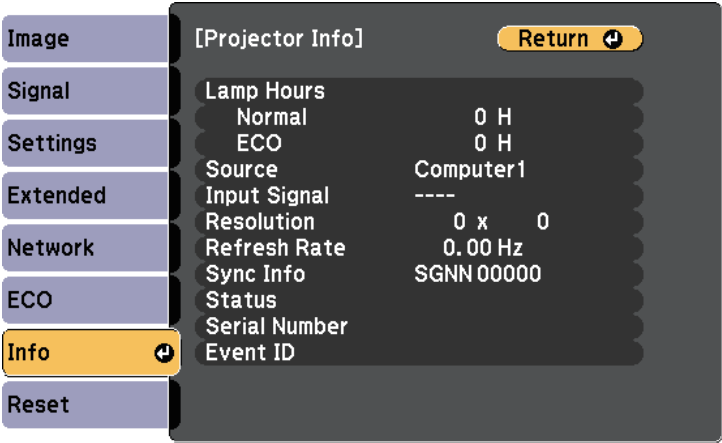 Image
Signal
Settings
Extended
Network
ECO
Info
Reset
[Projector Info]
Return
Lamp Hours
Normal 0 H
ECO 0 H
Source Computer1
Input Signal ----
Resolution 0 x 0
Refresh Rate 0.00 Hz
Sync Info SGNN 00000
Status
Serial Number
Event ID